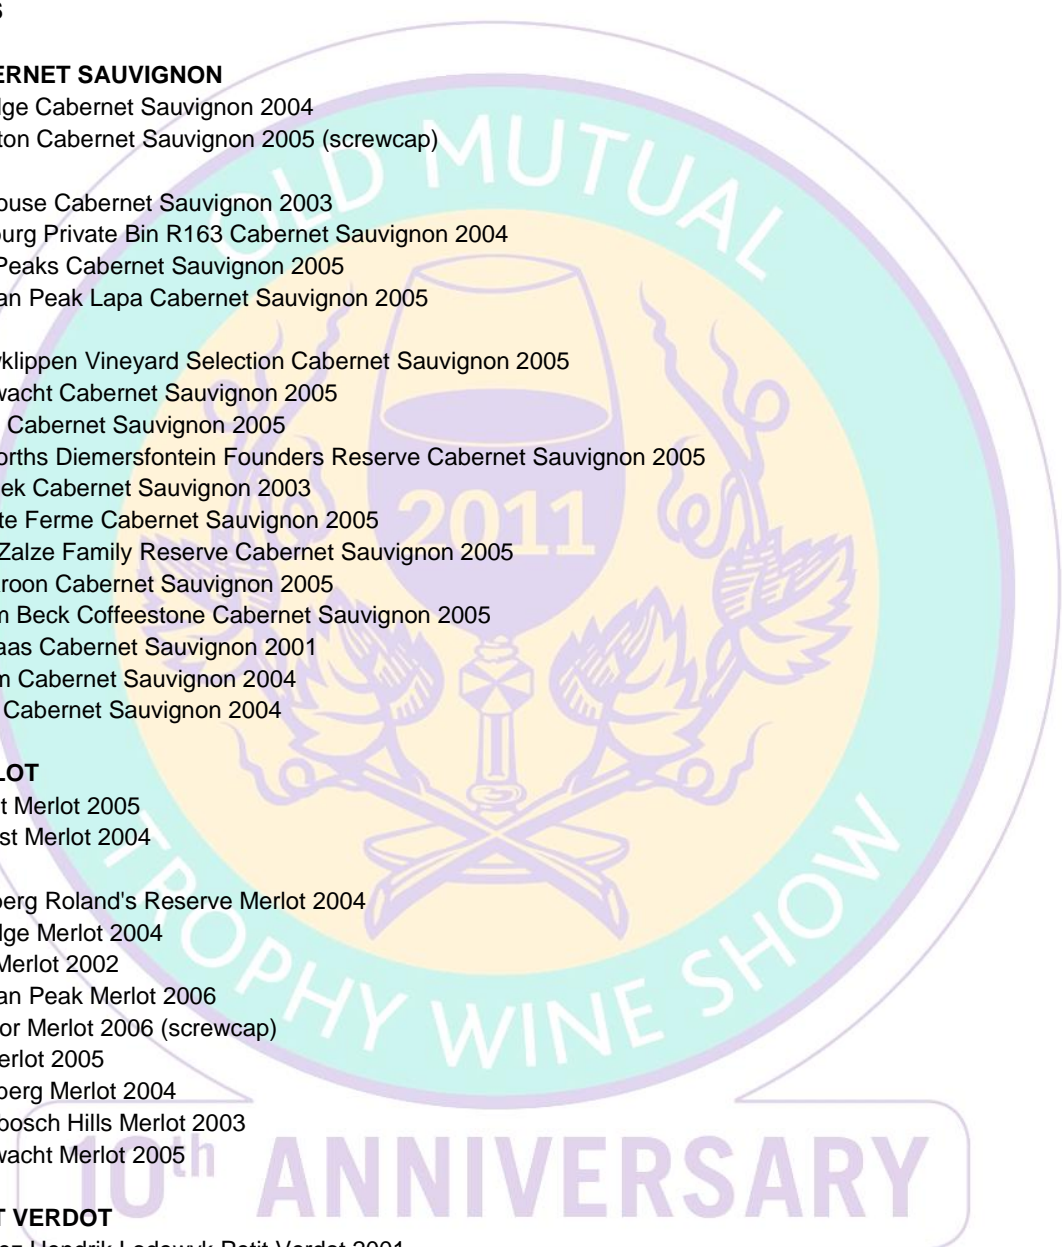 S
ERNET SAUVIGNON
dge Cabernet Sauvignon 2004
ton Cabernet Sauvignon 2005 (screwcap)
ouse Cabernet Sauvignon 2003
ourg Private Bin R163 Cabernet Sauvignon 2004
Peaks Cabernet Sauvignon 2005
an Peak Lapa Cabernet Sauvignon 2005
klippen Vineyard Selection Cabernet Sauvignon 2005
wacht Cabernet Sauvignon 2005
Cabernet Sauvignon 2005
orths Diemersfontein Founders Reserve Cabernet Sauvignon 2005
ek Cabernet Sauvignon 2003
te Ferme Cabernet Sauvignon 2005
Zalze Family Reserve Cabernet Sauvignon 2005
roon Cabernet Sauvignon 2005
m Beck Coffeestone Cabernet Sauvignon 2005
aas Cabernet Sauvignon 2001
m Cabernet Sauvignon 2004
Cabernet Sauvignon 2004
LOT
t Merlot 2005
st Merlot 2004
berg Roland's Reserve Merlot 2004
dge Merlot 2004
Merlot 2002
an Peak Merlot 2006
or Merlot 2006 (screwcap)
erlot 2005
berg Merlot 2004
bosch Hills Merlot 2003
wacht Merlot 2005
T VERDOT
Hendrik Lodewyk Petit Verdot 2001
OLD MUTUAL
2011
TROPHY WINE SHOW
10th ANNIVERSARY